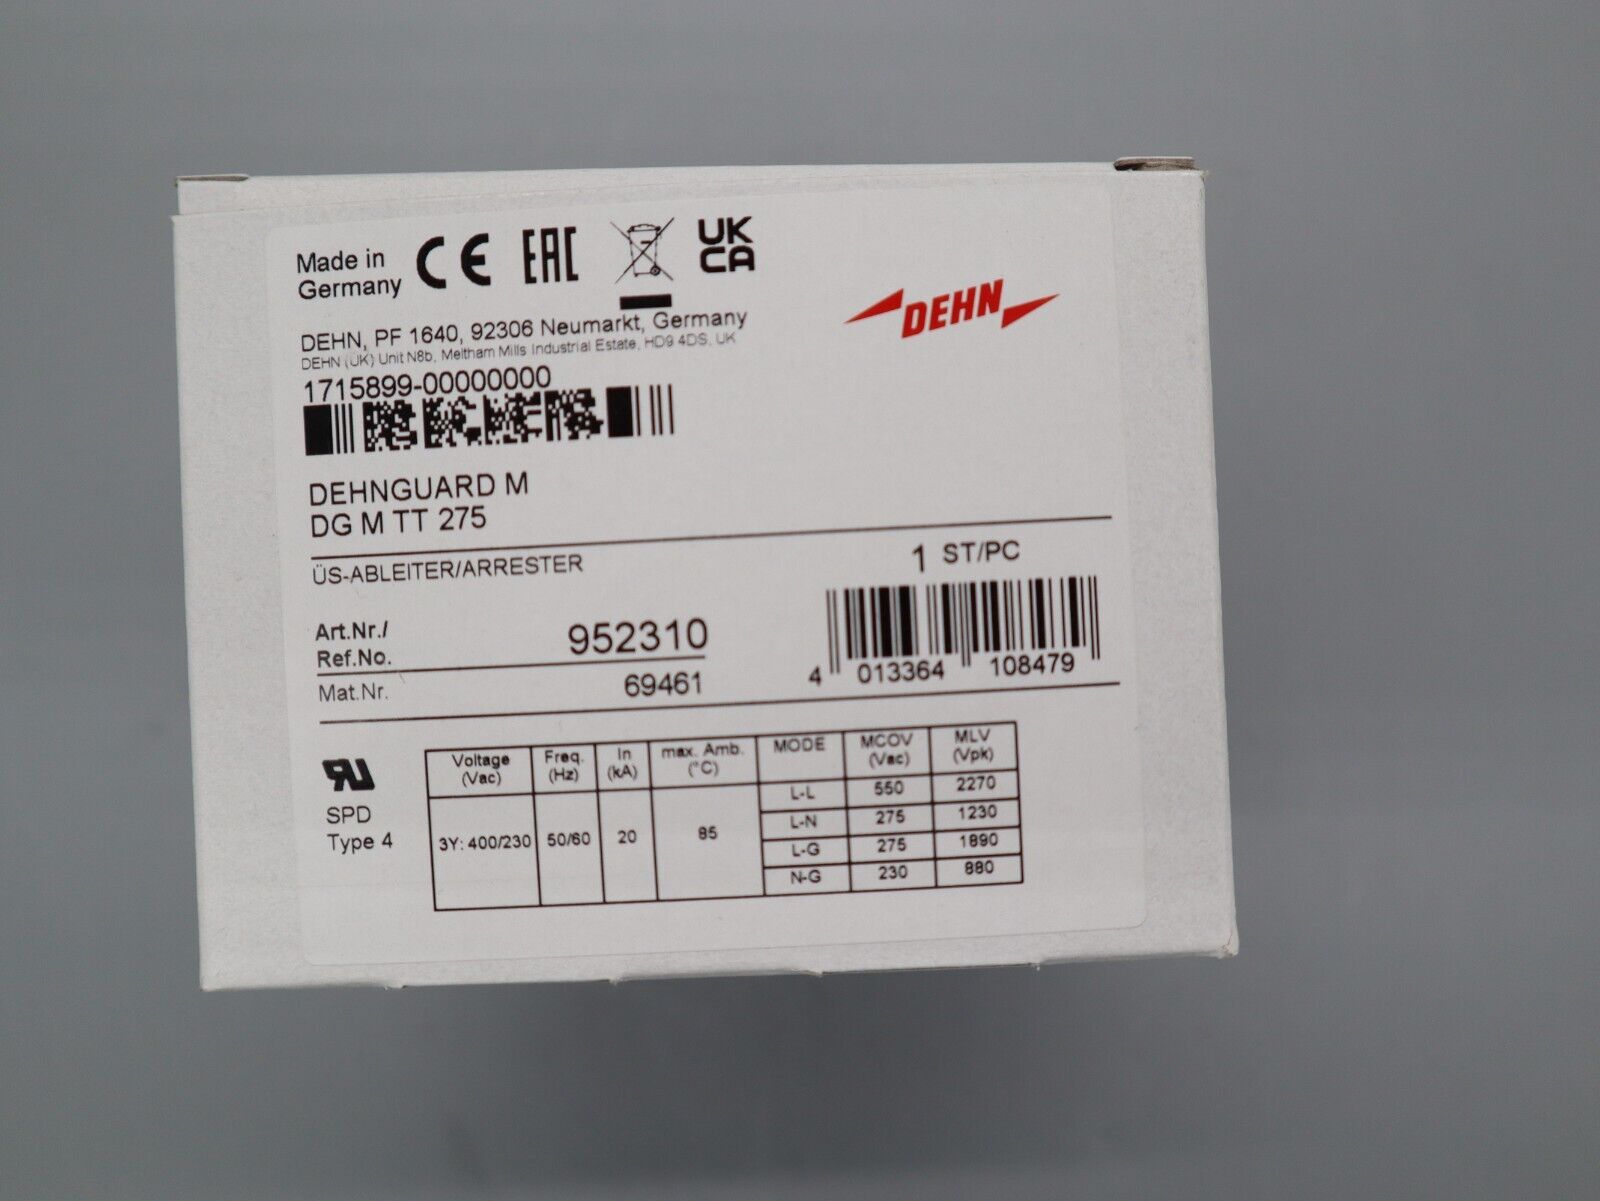 Made in
Germany
CE EAC UK
CA
DEHN
DEHN, PF 1640, 92306 Neumarkt, Germany
DEHN (UK) Unit N8b, Meltham Mills Industrial Estate, HD9 4DS, UK
1715899-00000000
DEHNGUARD M
DG M TT 275
ÜS-ABLEITER/ARRESTER
1 ST/PC
Art.Nr./
Ref.No. 952310
Mat.Nr. 69461
4 013364 108479
SPD
Type 4
Voltage (Vac) Freq. (Hz) In (kA) max. Amb. (°C) MODE MCOV (Vac) MLV (Vpk)
3Y: 400/230 50/60 20 85
L-L 550 2270
L-N 275 1230
L-G 275 1890
N-G 230 880